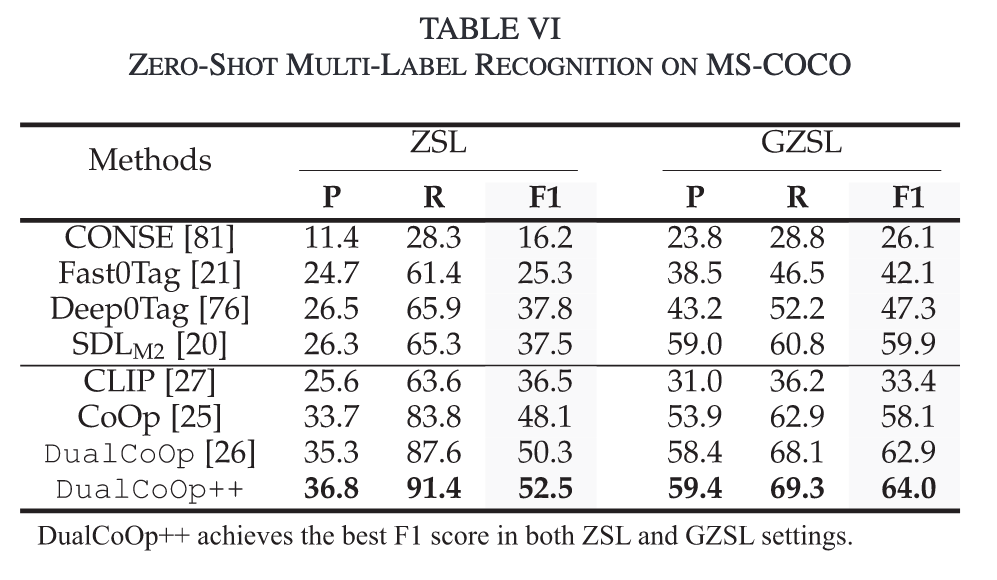 TABLE VI
ZERO-SHOT MULTI-LABEL RECOGNITION ON MS-COCO
Methods ZSL GZSL
P R F1 P R F1
CONSE [81] 11.4 28.3 16.2 23.8 28.8 26.1
Fast0Tag [21] 24.7 61.4 25.3 38.5 46.5 42.1
Deep0Tag [76] 26.5 65.9 37.8 43.2 52.2 47.3
SDLM2 [20] 26.3 65.3 37.5 59.0 60.8 59.9
CLIP [27] 25.6 63.6 36.5 31.0 36.2 33.4
CoOp [25] 33.7 83.8 48.1 53.9 62.9 58.1
DualCoOp [26] 35.3 87.6 50.3 58.4 68.1 62.9
DualCoOp++ 36.8 91.4 52.5 59.4 69.3 64.0
DualCoOp++ achieves the best F1 score in both ZSL and GZSL settings.